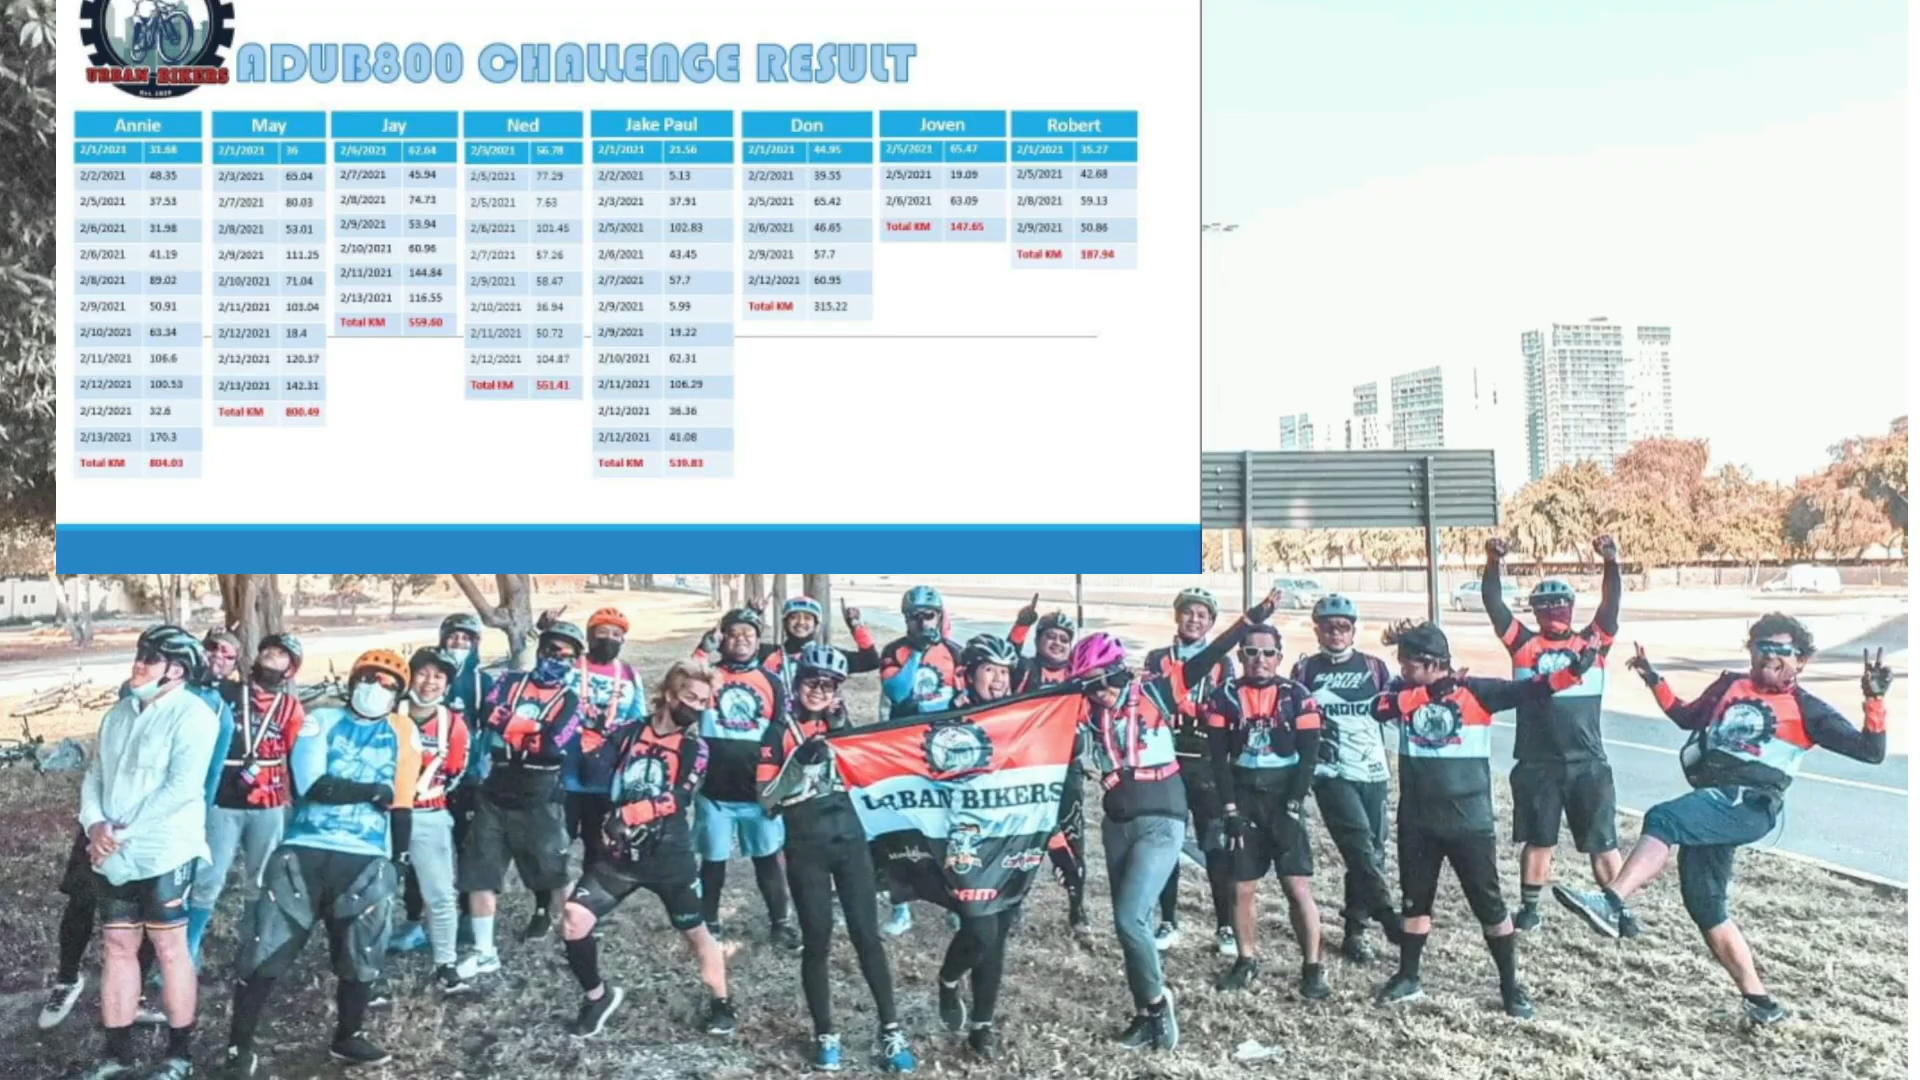 URBAN BIKERS
Est. 2020
ADUB800 CHALLENGE RESULT
Annie
2/1/2021 31.68
2/2/2021 48.35
2/5/2021 37.53
2/6/2021 31.98
2/6/2021 41.19
2/8/2021 89.02
2/9/2021 50.91
2/10/2021 63.34
2/11/2021 106.6
2/12/2021 100.53
2/12/2021 32.6
2/13/2021 170.3
Total KM 804.03
May
2/1/2021 36
2/3/2021 65.04
2/7/2021 80.03
2/8/2021 53.01
2/9/2021 111.25
2/10/2021 71.04
2/11/2021 103.04
2/12/2021 18.4
2/12/2021 120.37
2/13/2021 142.31
Total KM 800.49
Jay
2/6/2021 62.64
2/7/2021 45.94
2/8/2021 74.73
2/9/2021 53.94
2/10/2021 60.96
2/11/2021 144.84
2/13/2021 116.55
Total KM 559.60
Ned
2/3/2021 56.78
2/5/2021 77.29
2/5/2021 7.63
2/6/2021 101.45
2/7/2021 57.26
2/9/2021 58.47
2/10/2021 36.94
2/11/2021 50.72
2/12/2021 104.87
Total KM 551.41
Jake Paul
2/1/2021 21.56
2/2/2021 5.13
2/3/2021 37.91
2/5/2021 102.83
2/6/2021 43.45
2/7/2021 57.7
2/9/2021 5.99
2/9/2021 19.22
2/10/2021 62.31
2/11/2021 106.29
2/12/2021 36.36
2/12/2021 41.08
Total KM 539.83
Don
2/1/2021 44.95
2/2/2021 39.55
2/5/2021 65.42
2/6/2021 46.65
2/9/2021 57.7
2/12/2021 60.95
Total KM 315.22
Joven
2/5/2021 65.47
2/5/2021 19.09
2/6/2021 63.09
Total KM 147.65
Robert
2/1/2021 35.27
2/5/2021 42.68
2/8/2021 59.13
2/9/2021 50.86
Total KM 187.94
SANTA CRUZ
SYNDICATE
URBAN BIKERS